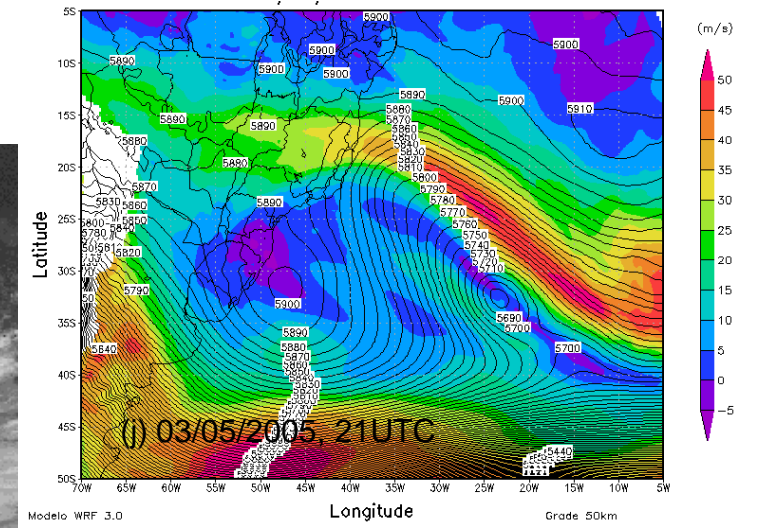 (m/s)
5S
10S
15S
20S
25S
30S
35S
40S
45S
50S
Latitude
5900
5900
5900
5890
5900
5900
5890
5900
5910
5880
5890
5890
5870
5860
5850
5840
5830
5820
5810
5880
5880
5800
5870
5790
5780
5830
5860
5890
5770
5850
5760
5840
5750
5820
5740
5730
5720
5710
5790
5900
5690
5700
5890
5700
5640
5880
5870
5860
5440
(j) 03/05/2005, 21UTC
70W
65W
60W
55W
50W
45W
40W
35W
30W
25W
20W
15W
10W
5W
Longitude
Modelo WRF 3.0
Grade 50km
50
45
40
35
30
25
20
15
10
5
0
-5